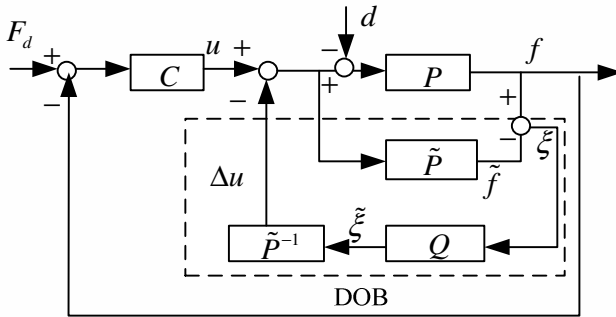 F_d
+
−
C
u
+
−
d
−
+
P
f
+
−
ξ
P̃
f̃
Δu
P̃⁻¹
ξ̃
Q
DOB